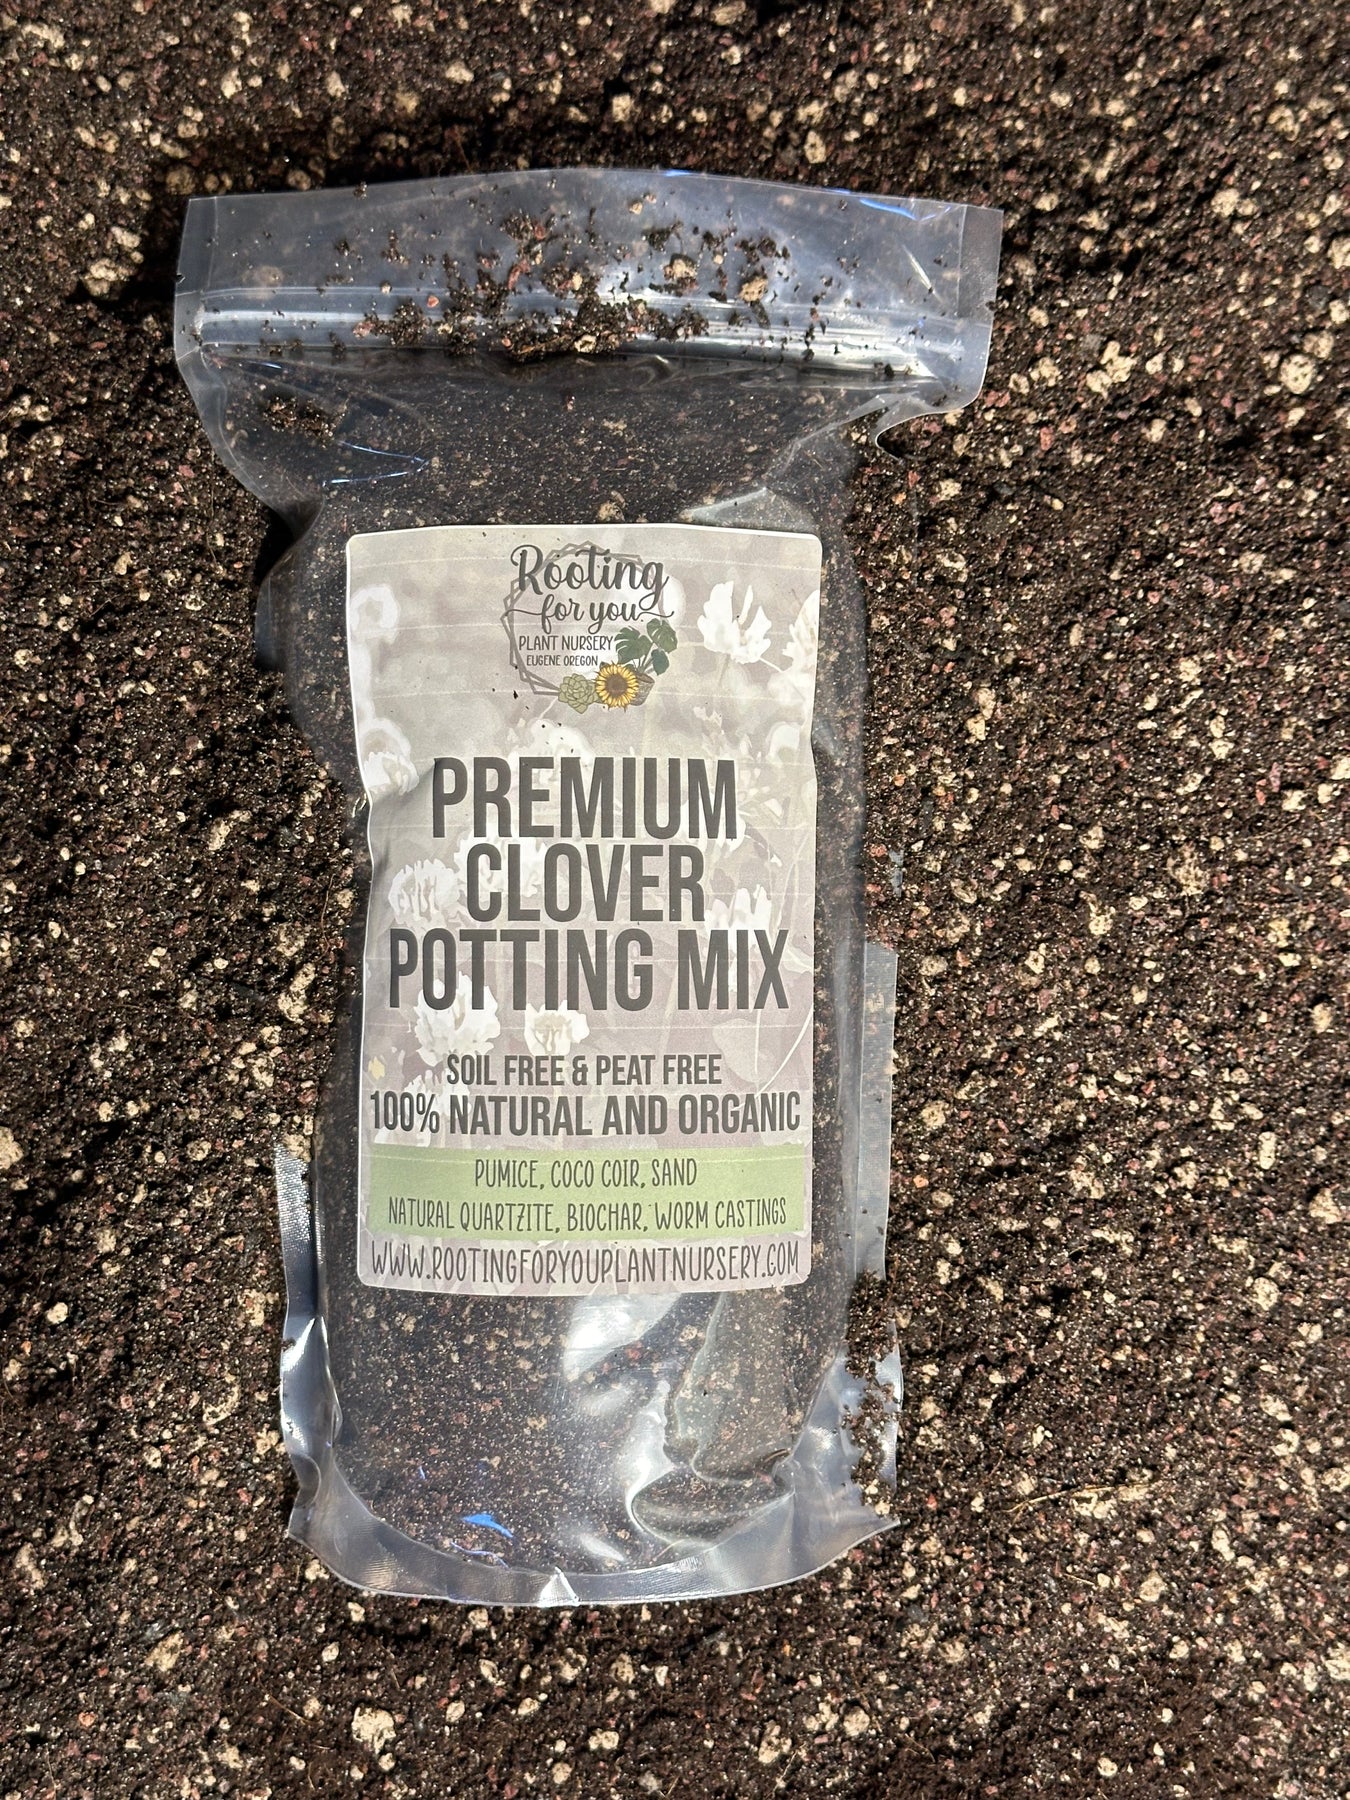 Rooting
for you
PLANT NURSERY
EUGENE OREGON
PREMIUM
CLOVER
POTTING MIX
SOIL FREE & PEAT FREE
100% NATURAL AND ORGANIC
PUMICE, COCO COIR, SAND
NATURAL QUARTZITE, BIOCHAR, WORM CASTINGS
WWW.ROOTINGFORYOUPLANTNURSERY.COM